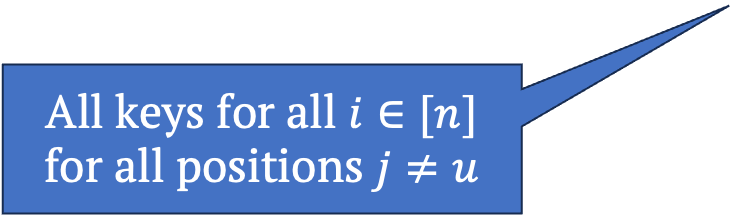 All keys for all 𝑖 ∈ [𝑛]
for all positions 𝑗 ≠ 𝑢